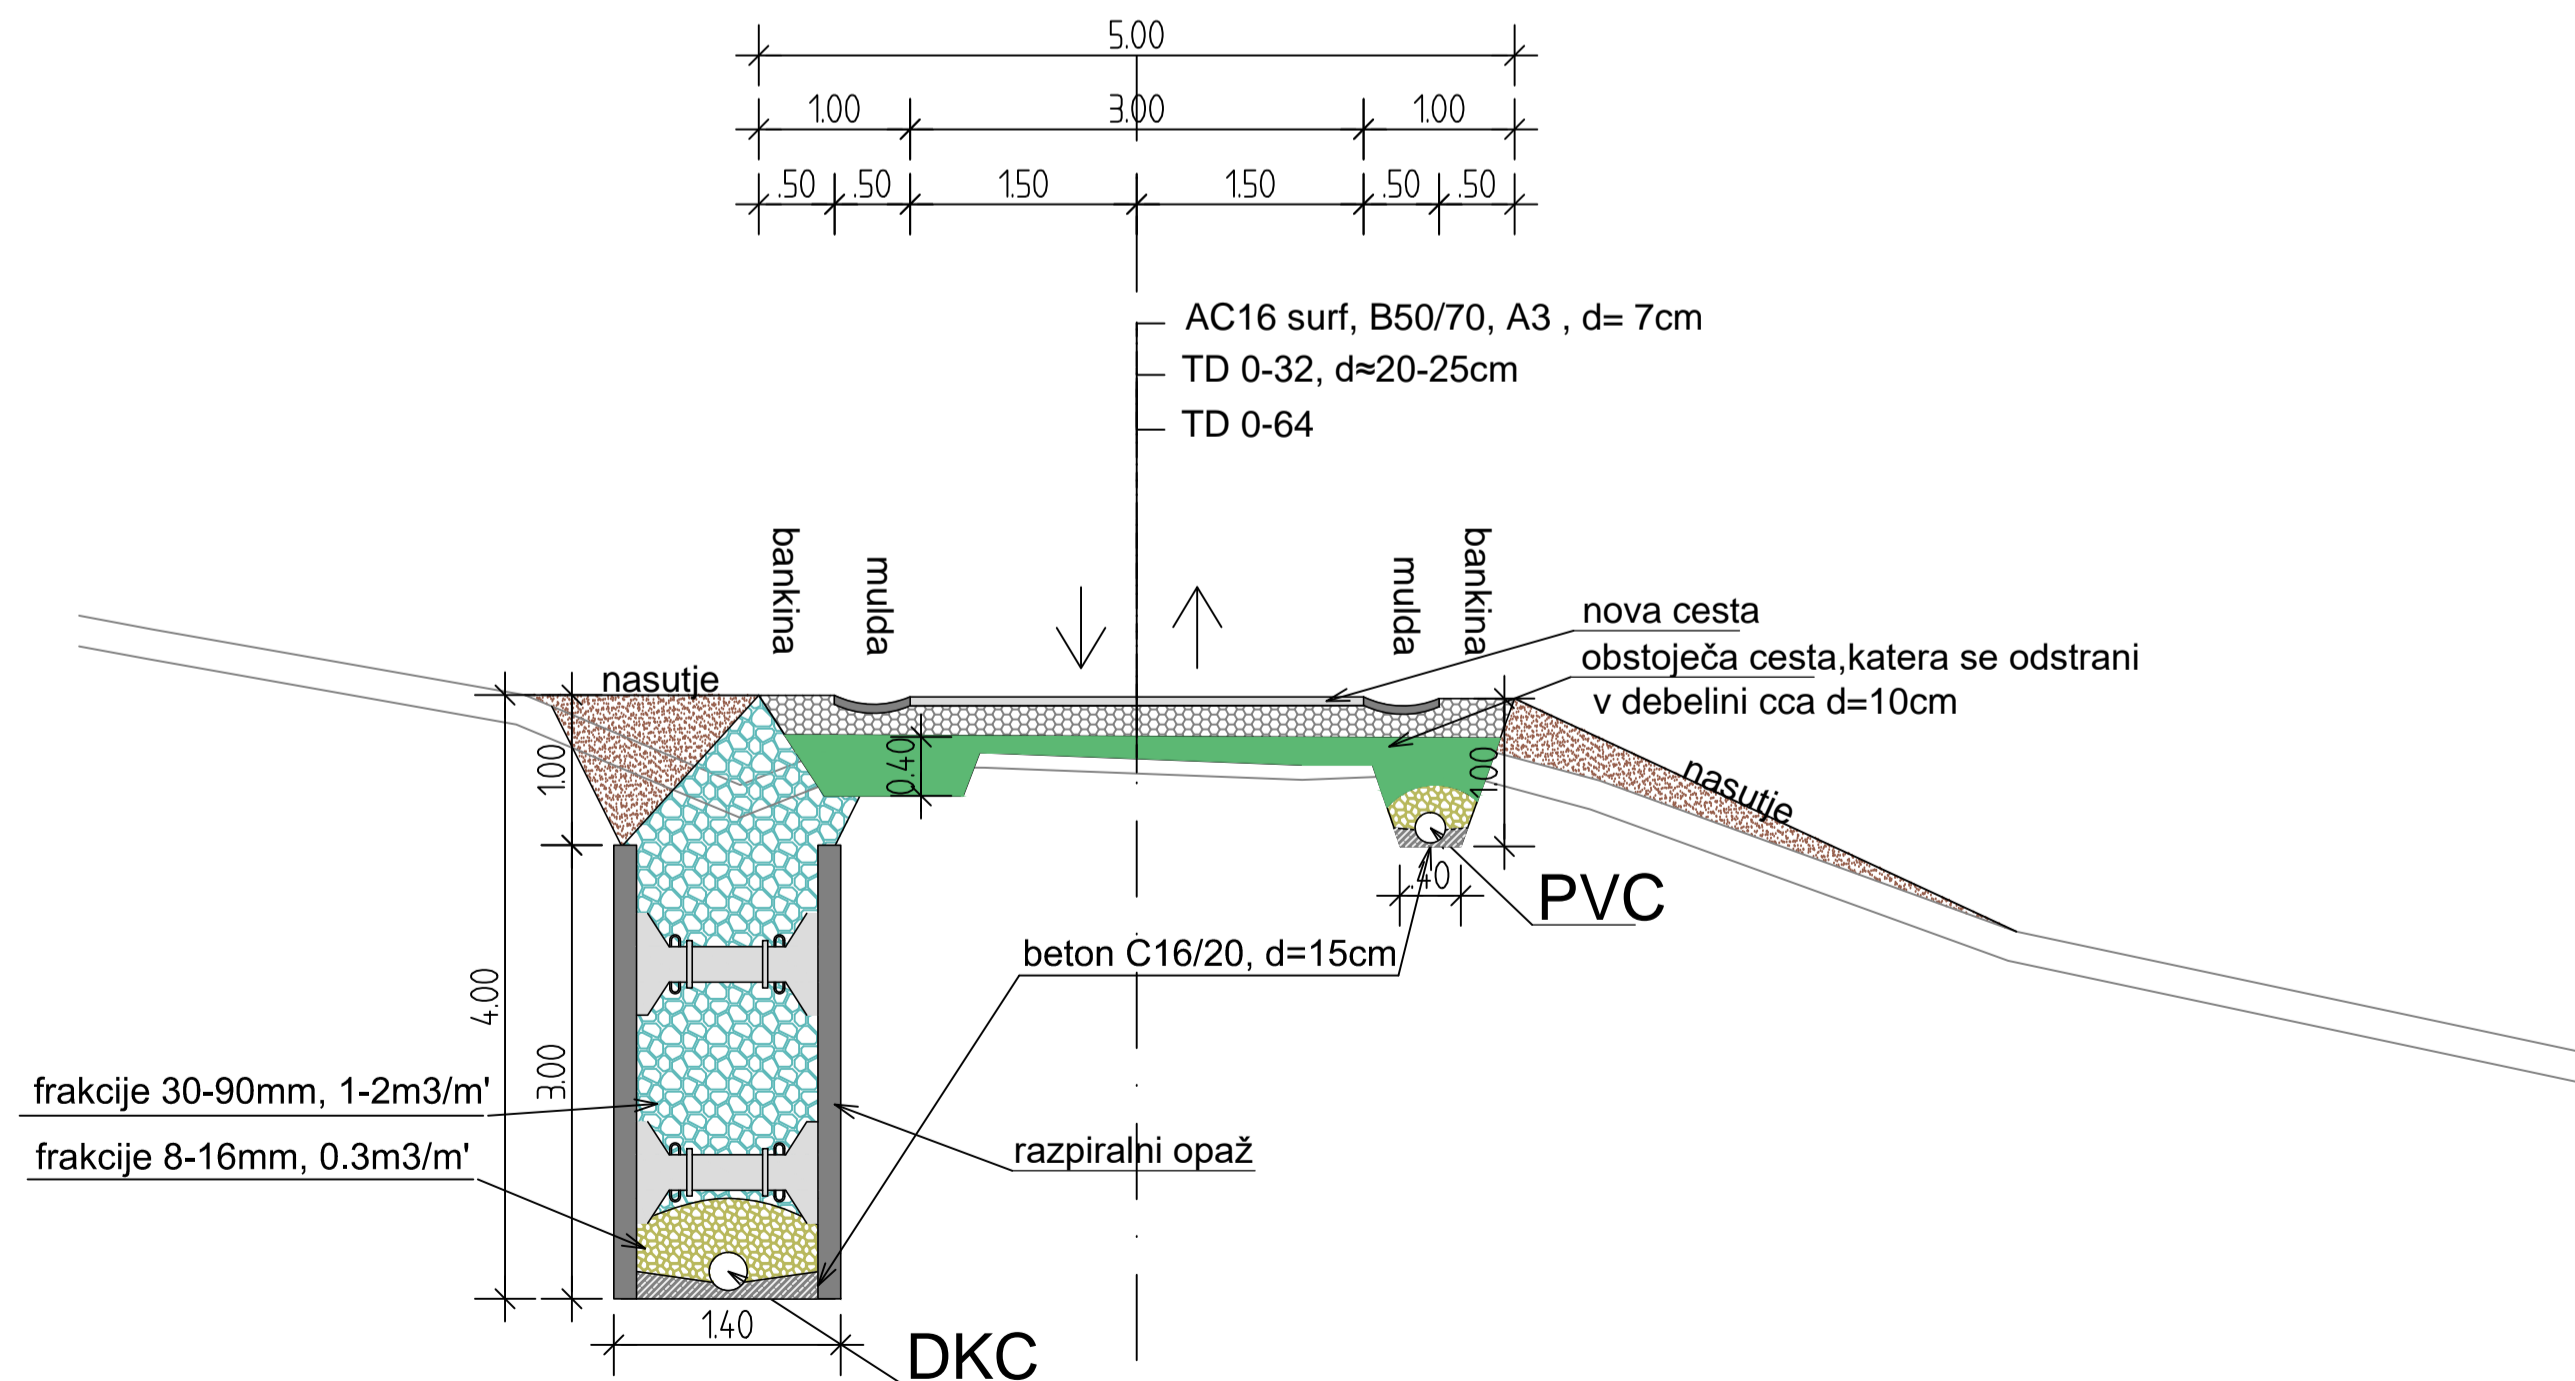 5.00
1.00 3.00 1.00
.50 .50 1.50 1.50 .50 .50
AC16 surf, B50/70, A3 , d= 7cm
TD 0-32, d≈20-25cm
TD 0-64
bankina
mulda
mulda
bankina
nova cesta
obstoječa cesta,katera se odstrani
v debelini cca d=10cm
nasutje
nasutje
1.00
0.40
1.00
.40
PVC
beton C16/20, d=15cm
4.00
3.00
frakcije 30-90mm, 1-2m3/m'
frakcije 8-16mm, 0.3m3/m'
razpiralni opaž
1.40
DKC